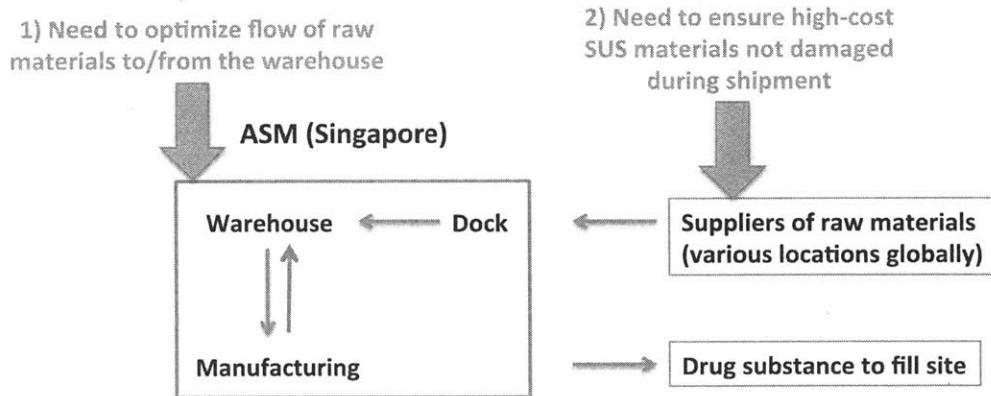 1) Need to optimize flow of raw
materials to/from the warehouse
2) Need to ensure high-cost
SUS materials not damaged
during shipment
ASM (Singapore)
Warehouse
Dock
Suppliers of raw materials
(various locations globally)
Manufacturing
Drug substance to fill site